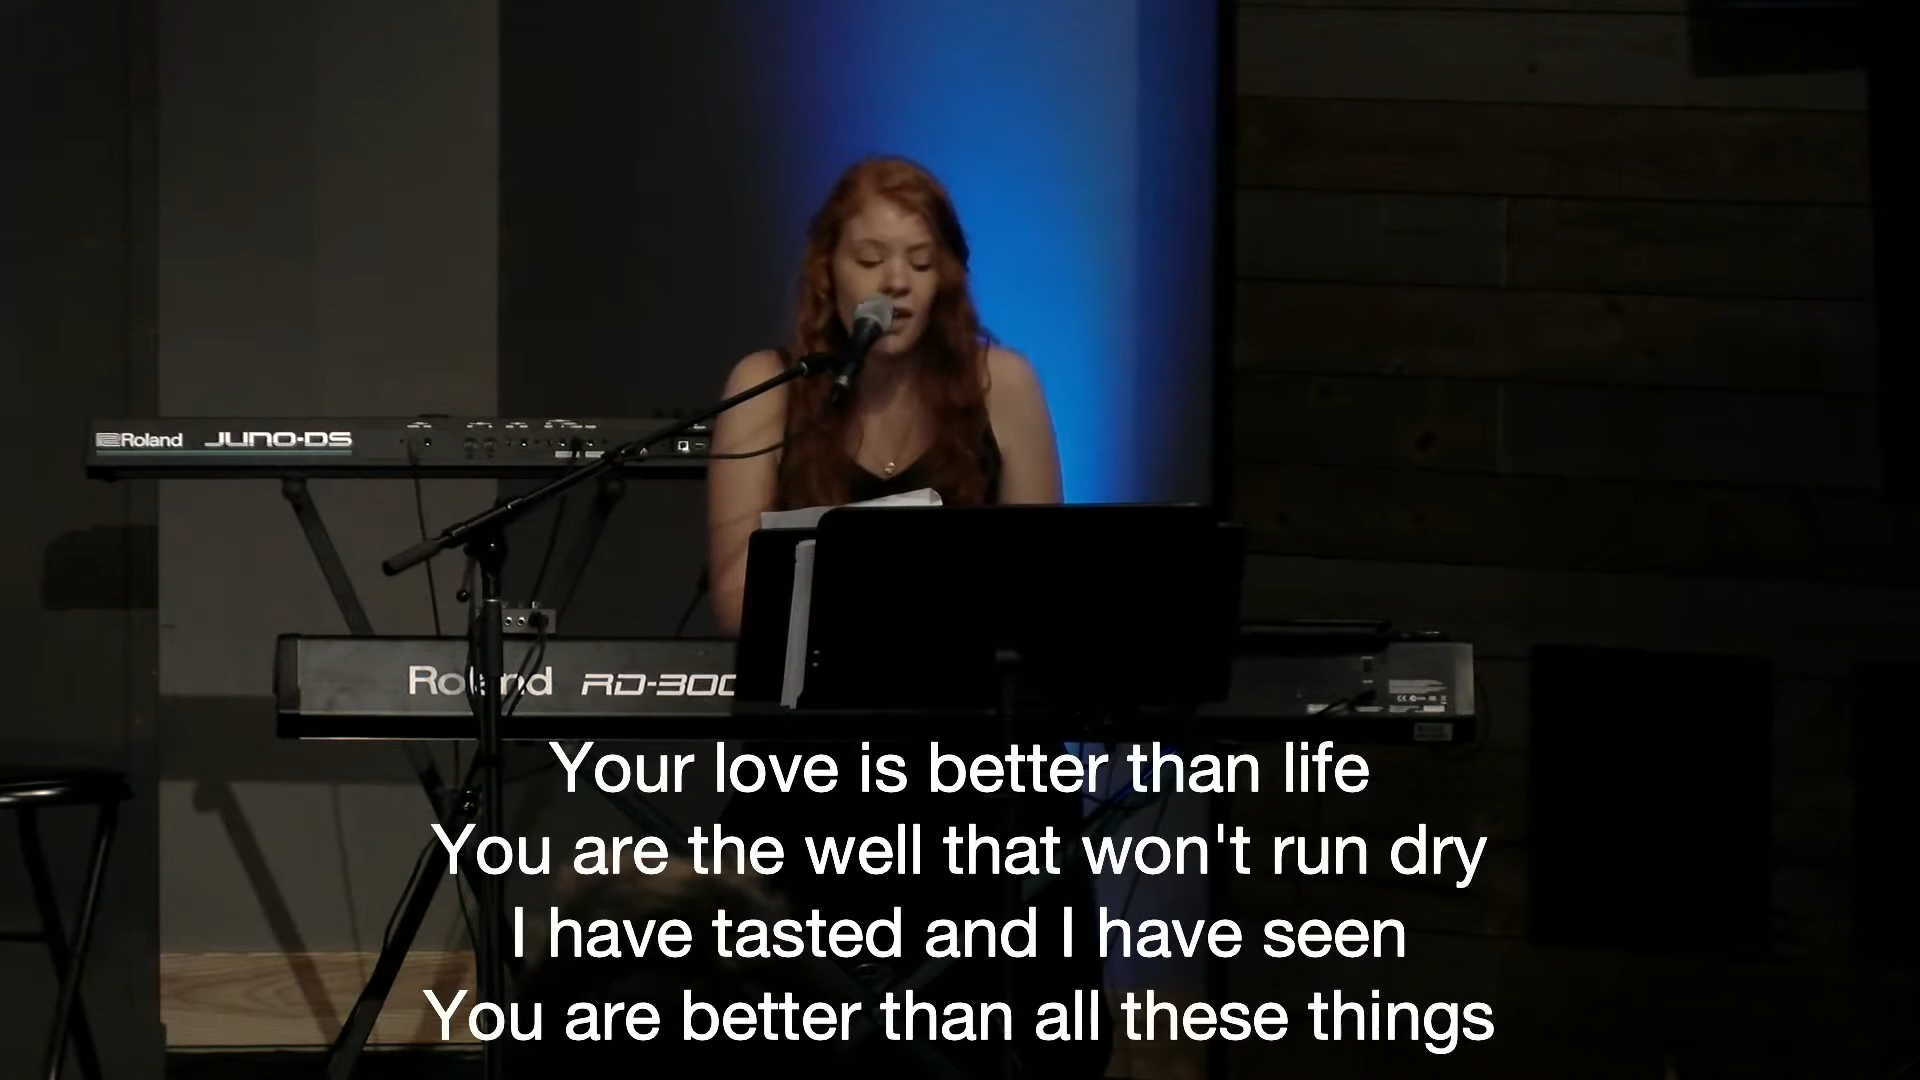 Roland JUNO-DS
Roland RD-300
Your love is better than life
You are the well that won't run dry
I have tasted and I have seen
You are better than all these things